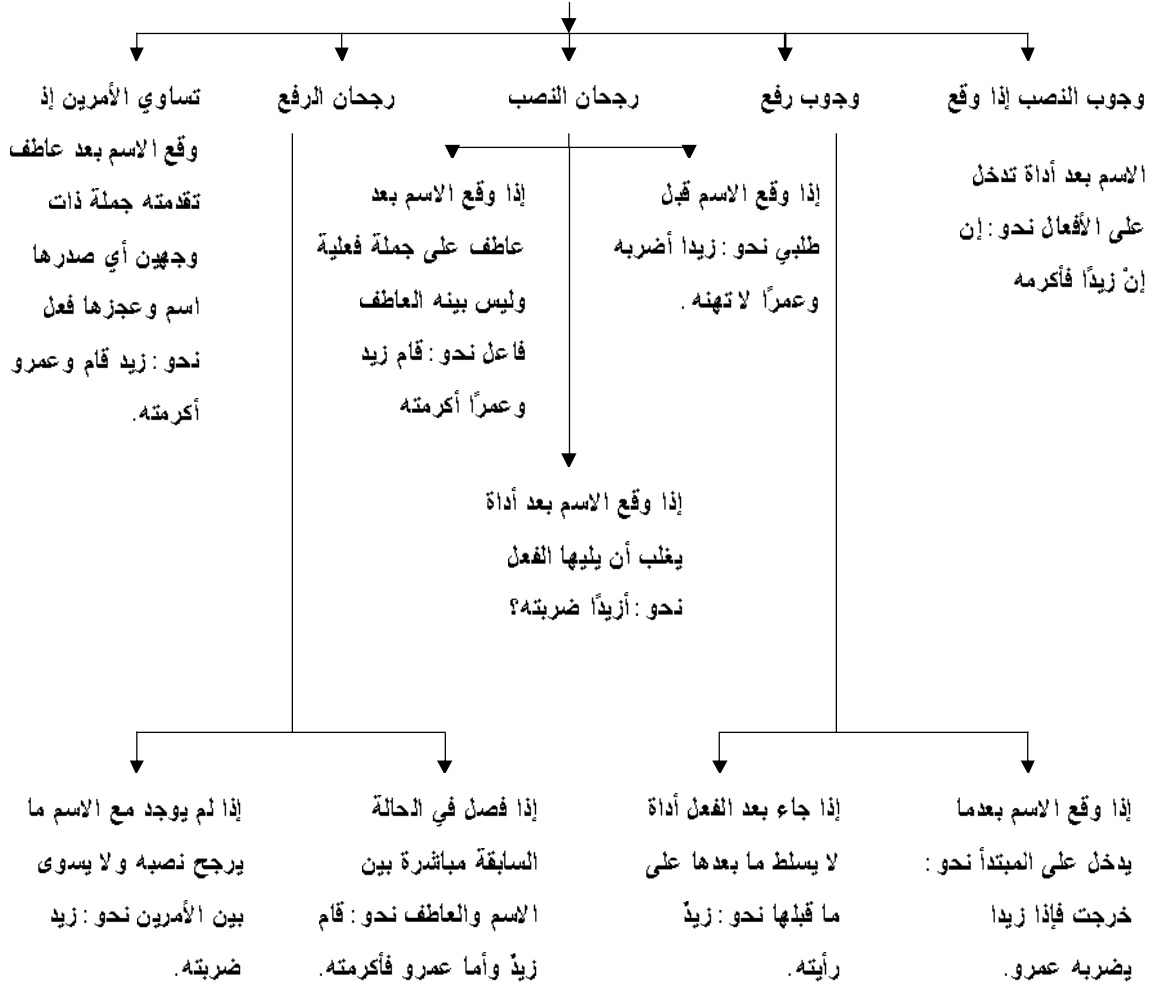 وجوب النصب إذا وقع
الاسم بعد أداة تدخل
على الأفعال نحو : إن
إنْ زيدًا فأكرمه
وجوب رفع
رجحان النصب
رجحان الرفع
تساوي الأمرين إذ
وقع الاسم بعد عاطف
تقدمته جملة ذات
وجهين أي صدرها
اسم وعجزها فعل
نحو : زيد قام وعمرو
أكرمته.
إذا وقع الاسم قبل
طلبي نحو : زيدا أضربه
وعمرًا لا تهنه .
إذا وقع الاسم بعد
عاطف على جملة فعلية
وليس بينه العاطف
فاعل نحو : قام زيد
وعمرًا أكرمته
إذا وقع الاسم بعد أداة
يغلب أن يليها الفعل
نحو : أزيدًا ضربته؟
إذا وقع الاسم بعدما
يدخل على المبتدأ نحو :
خرجت فإذا زيدا
يضربه عمرو.
إذا جاء بعد الفعل أداة
لا يسلط ما بعدها على
ما قبلها نحو : زيدٌ
رأيته.
إذا فصل في الحالة
السابقة مباشرة بين
الاسم والعاطف نحو : قام
زيدٌ وأما عمرو فأكرمته.
إذا لم يوجد مع الاسم ما
يرجح نصبه ولا يسوى
بين الأمرين نحو : زيد
ضربته.